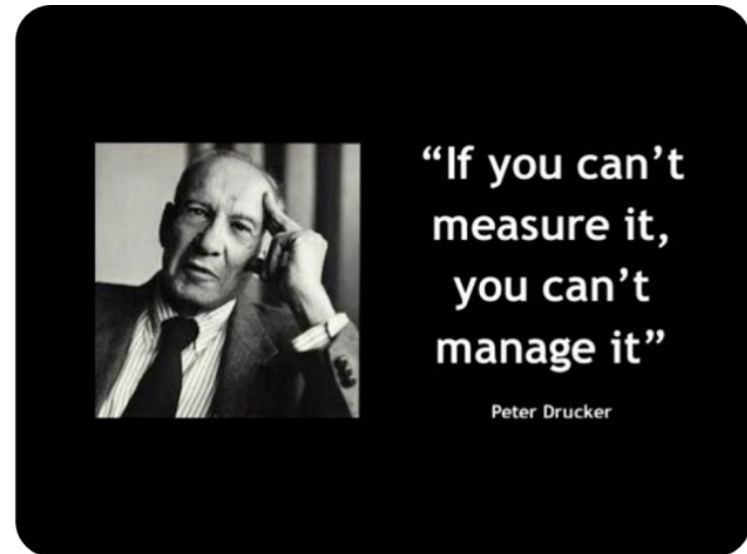 “If you can’t
measure it,
you can’t
manage it”
Peter Drucker